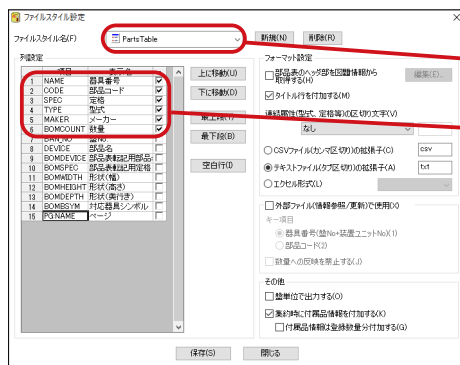 ファイルスタイル設定
ファイルスタイル名(F) PartsTable 新規(N) 削除(R)
列設定
項目 表示名
1 NAME 器具番号
2 CODE 部品コード
3 SPEC 定格
4 TYPE 型式
5 MAKER メーカー
6 BOMCOUNT 数量
7 BAN_NO 盤No
8 DEVICE 部品名
9 BOMDEVICE 部品表転記用部品
10 BOMSPEC 部品表転記用定格
11 BOMWIDTH 形状(幅)
12 BOMHEIGHT 形状(高さ)
13 BOMDEPTH 形状(奥行き)
14 BOMBSYM 対応器具シンボル
15 PGNAME ページ
上に移動(U)
下に移動(D)
最上段(T)
最下段(B)
空白行(I)
フォーマット設定
部品表のヘッダ部を図面情報から
取得する(H)
編集(E)...
タイトル行を付加する(M)
連結属性(型式、定格等)の区切り文字(V)
なし
CSVファイル(カンマ区切り)の拡張子(C) csv
テキストファイル(タブ区切り)の拡張子(A) txt
エクセル形式(L)
外部ファイル(情報参照/更新)で使用(X)
キー項目
器具番号(盤No+装置ユニットNo)(1)
部品コード(2)
数量への反映を禁止する(J)
その他
盤単位で出力する(O)
集約時に付属品情報を付加する(K)
付属品情報は登録数量分付加する(G)
保存(S) 閉じる